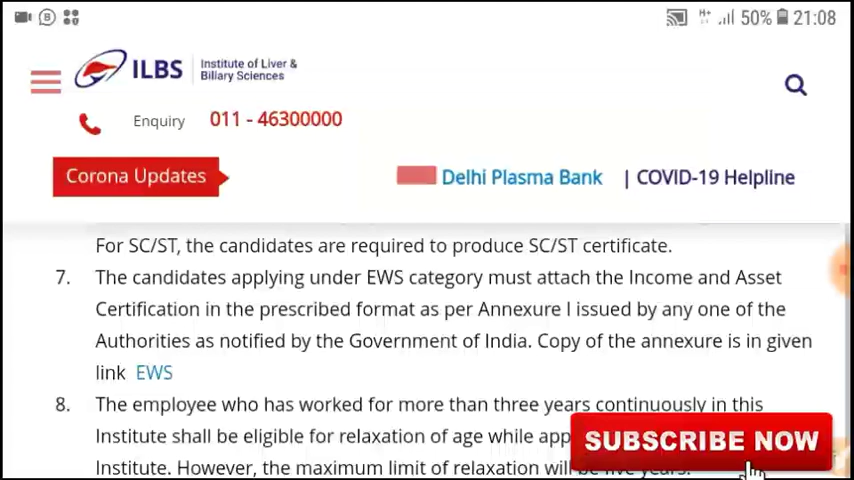 50% 21:08
ILBS Institute of Liver &
Biliary Sciences
Enquiry 011 - 46300000
Corona Updates Delhi Plasma Bank | COVID-19 Helpline
For SC/ST, the candidates are required to produce SC/ST certificate.
7. The candidates applying under EWS category must attach the Income and Asset
Certification in the prescribed format as per Annexure I issued by any one of the
Authorities as notified by the Government of India. Copy of the annexure is in given
link EWS
8. The employee who has worked for more than three years continuously in this
Institute shall be eligible for relaxation of age while app
SUBSCRIBE NOW
Institute. However, the maximum limit of relaxation will be five years.